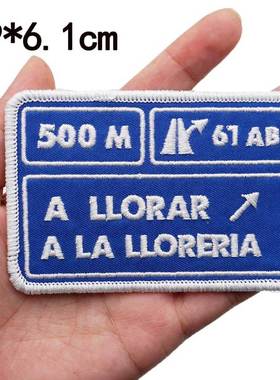 *6.1cm
500 M
61 AB
A LLORAR
A LA LLORERIA